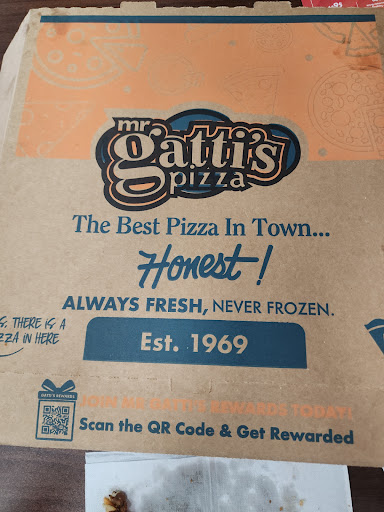 mr
gatti's
pizza
The Best Pizza In Town...
Honest!
ALWAYS FRESH, NEVER FROZEN.
S. THERE IS A
ZZA IN HERE
Est. 1969
JOIN MR GATTI'S REWARDS TODAY!
Scan the QR Code & Get Rewarded